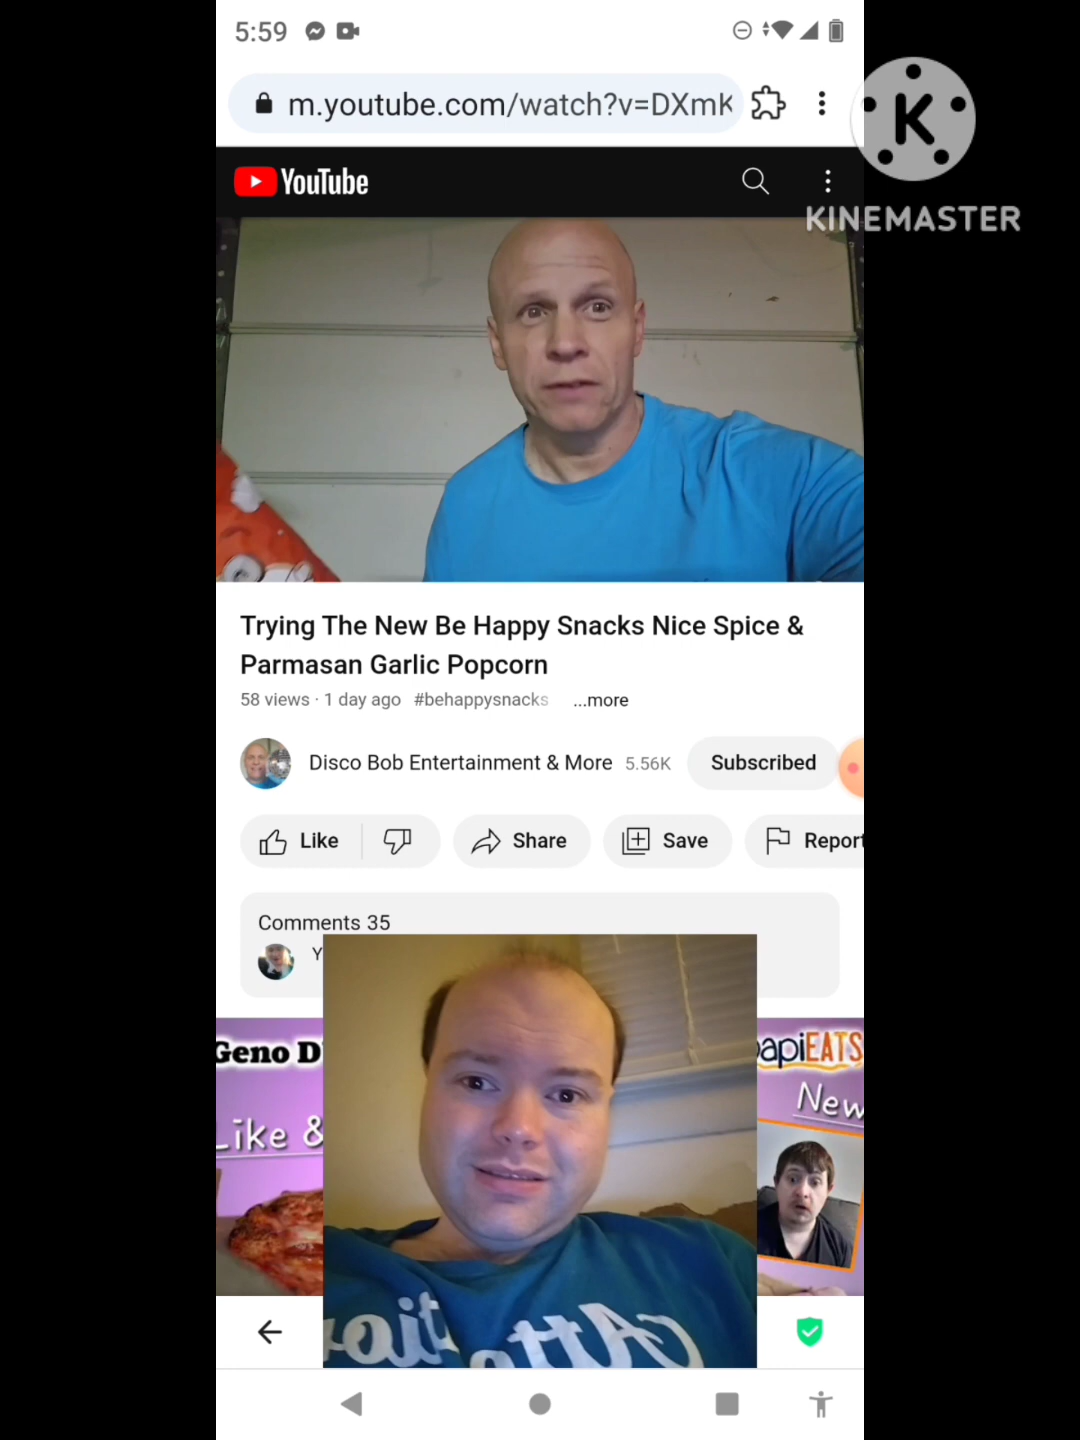 5:59
m.youtube.com/watch?v=DXmK
K
KINEMASTER
YouTube
Trying The New Be Happy Snacks Nice Spice &
Parmasan Garlic Popcorn
58 views · 1 day ago #behappysnacks ...more
Disco Bob Entertainment & More 5.56K Subscribed
Like Share Save Report
Comments 35
Y
Geno D'
apiEATS
Like &
New